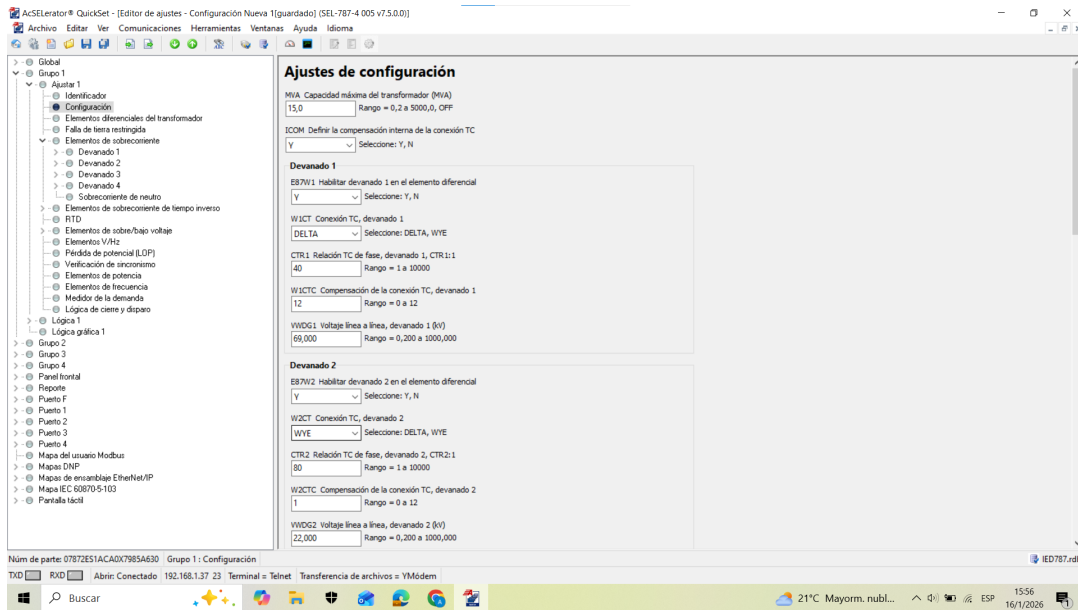 AcSELerator® QuickSet - [Editor de ajustes - Configuración Nueva 1[guardado] (SEL-787-4 005 v7.5.0.0)]
Archivo Editar Ver Comunicaciones Herramientas Ventanas Ayuda Idioma
Global
Grupo 1
Ajustar 1
Identificador
Configuración
Elementos diferenciales del transformador
Falla de tierra restringida
Elementos de sobrecorriente
Devanado 1
Devanado 2
Devanado 3
Devanado 4
Sobrecorriente de neutro
Elementos de sobrecorriente de tiempo inverso
RTD
Elementos de sobre/bajo voltaje
Elementos V/Hz
Pérdida de potencial (LOP)
Verificación de sincronismo
Elementos de potencia
Elementos de frecuencia
Medidor de la demanda
Lógica de cierre y disparo
Lógica 1
Lógica gráfica 1
Grupo 2
Grupo 3
Grupo 4
Panel frontal
Reporte
Puerto F
Puerto 1
Puerto 2
Puerto 3
Puerto 4
Mapa del usuario Modbus
Mapas DNP
Mapas de ensamblaje EtherNet/IP
Mapa IEC 60870-5-103
Pantalla táctil
Ajustes de configuración
MVA Capacidad máxima del transformador (MVA)
15,0 Rango = 0,2 a 5000,0, OFF
ICOM Definir la compensación interna de la conexión TC
Y Seleccione: Y, N
Devanado 1
E87W1 Habilitar devanado 1 en el elemento diferencial
Y Seleccione: Y, N
W1CT Conexión TC, devanado 1
DELTA Seleccione: DELTA, WYE
CTR1 Relación TC de fase, devanado 1, CTR1:1
40 Rango = 1 a 10000
W1CTC Compensación de la conexión TC, devanado 1
12 Rango = 0 a 12
VWDG1 Voltaje línea a línea, devanado 1 (kV)
69,000 Rango = 0,200 a 1000,000
Devanado 2
E87W2 Habilitar devanado 2 en el elemento diferencial
Y Seleccione: Y, N
W2CT Conexión TC, devanado 2
WYE Seleccione: DELTA, WYE
CTR2 Relación TC de fase, devanado 2, CTR2:1
80 Rango = 1 a 10000
W2CTC Compensación de la conexión TC, devanado 2
1 Rango = 0 a 12
VWDG2 Voltaje línea a línea, devanado 2 (kV)
22,000 Rango = 0,200 a 1000,000
Núm de parte: 07872ES1ACA0X7985A630 Grupo 1 : Configuración IED787.rdb
TXD RXD Abrir: Conectado 192.168.1.37 23 Terminal = Telnet Transferencia de archivos = YMódem
Buscar 21°C Mayorm. nubl... ESP 15:56
16/1/2026